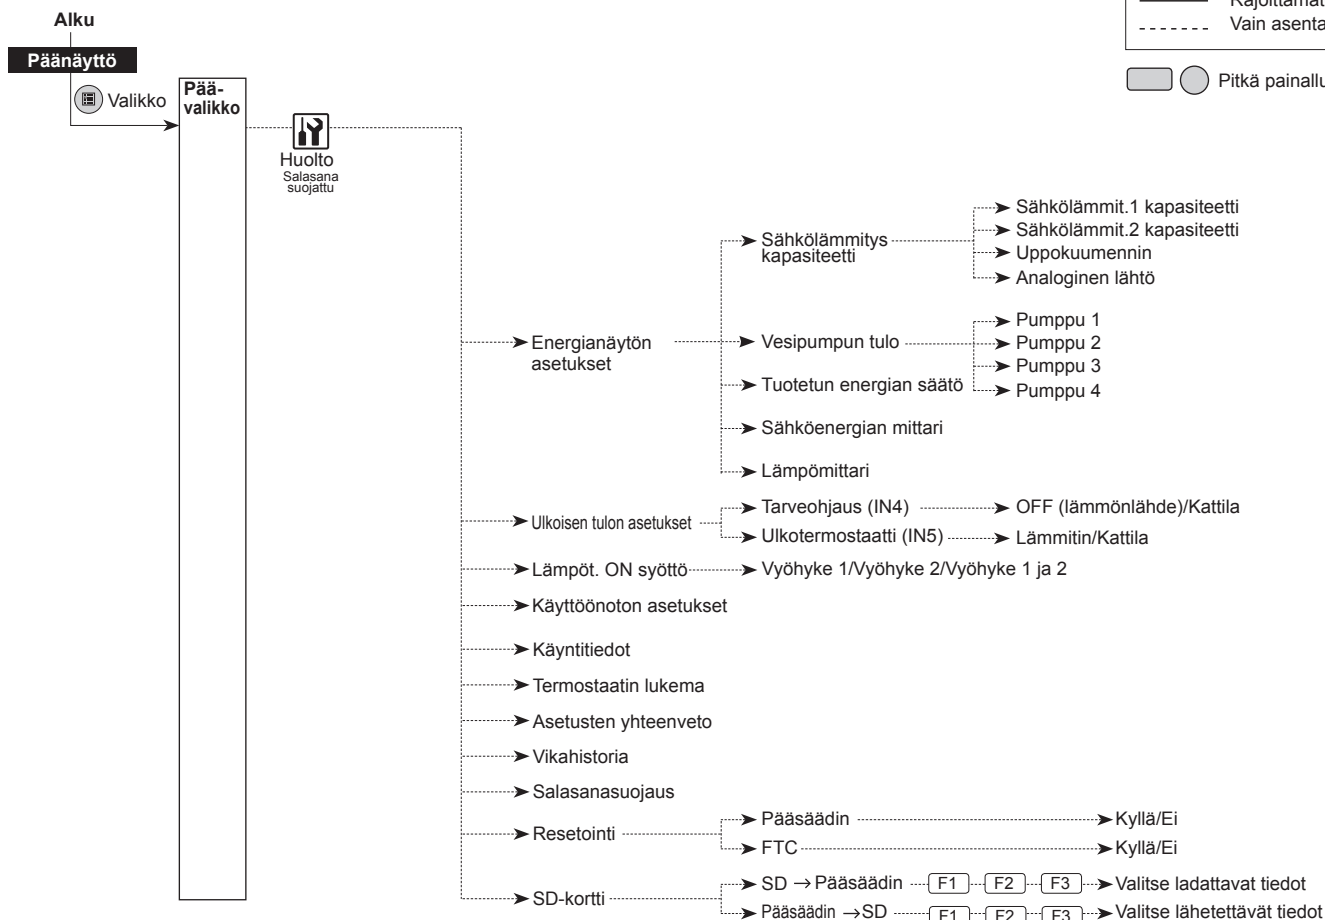 Alku
Päänäyttö
Valikko
Pää-
valikko
Huolto
Salasana
suojattu
Vain
Pitkä
Sähkölämmitys
kapasiteetti
Sähkölämmit.1 kapasiteetti
Sähkölämmit.2 kapasiteetti
Uppokuumennin
Analoginen lähtö
Energianäytön
asetukset
Vesipumpun tulo
Pumppu 1
Pumppu 2
Pumppu 3
Pumppu 4
Tuotetun energian säätö
Sähköenergian mittari
Lämpömittari
Ulkoisen tulon asetukset
Tarveohjaus (IN4)
OFF (lämmönlähde)/Kattila
Ulkotermostaatti (IN5)
Lämmitin/Kattila
Lämpöt. ON syöttö
Vyöhyke 1/Vyöhyke 2/Vyöhyke 1 ja 2
Käyttöönoton asetukset
Käyntitiedot
Termostaatin lukema
Asetusten yhteenveto
Vikahistoria
Salasanasuojaus
Resetointi
Pääsäädin
Kyllä/Ei
FTC
Kyllä/Ei
SD-kortti
SD → Pääsäädin F1 F2 F3 Valitse ladattavat tiedot
Pääsäädin → SD F1 F2 F3 Valitse lähetettävät tiedot